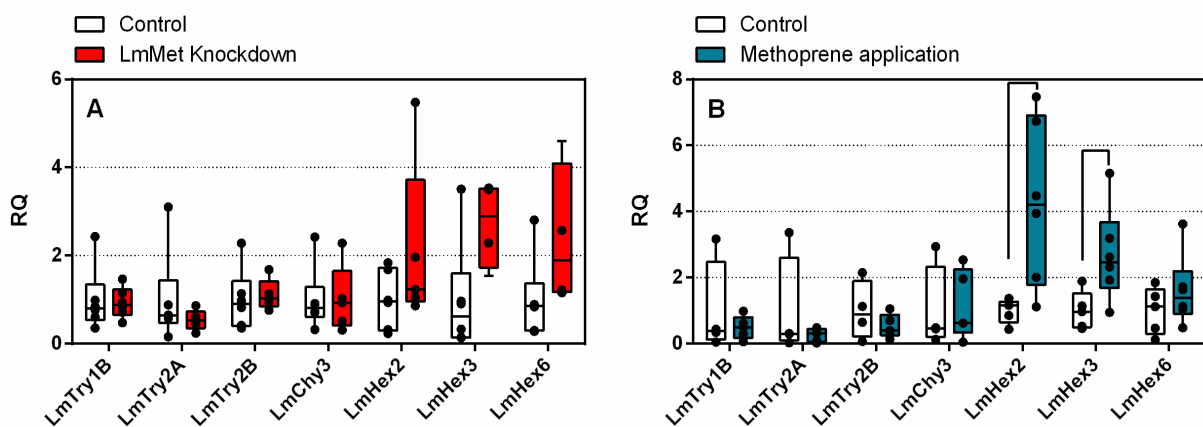 Control
LmMet Knockdown
A
RQ
6
4
2
0
LmTry1B
LmTry2A
LmTry2B
LmChy3
LmHex2
LmHex3
LmHex6
Control
Methoprene application
B
RQ
8
6
4
2
0
LmTry1B
LmTry2A
LmTry2B
LmChy3
LmHex2
LmHex3
LmHex6